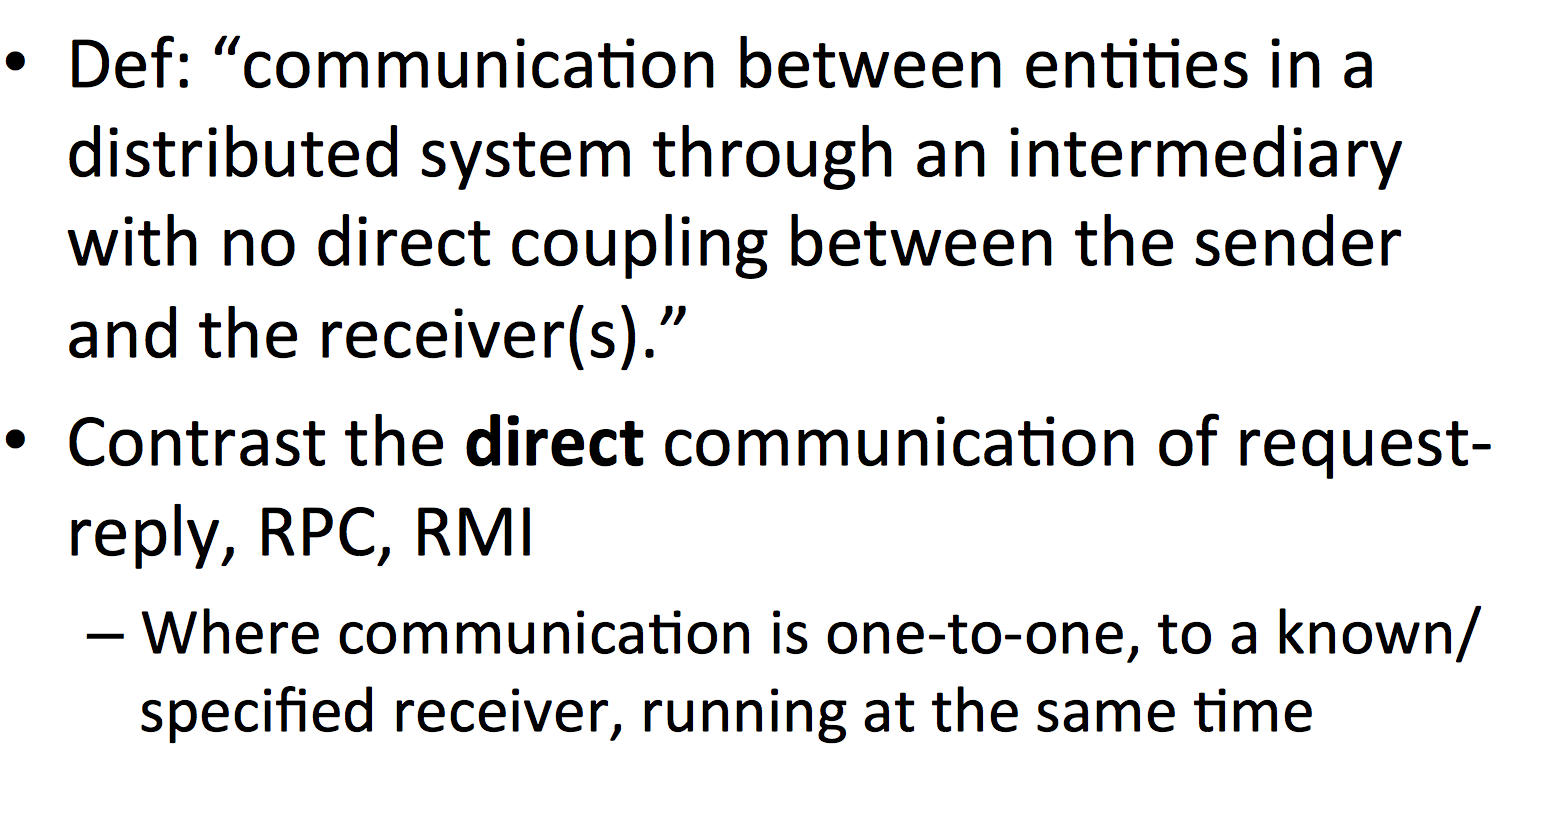 • Def: “communication between entities in a
distributed system through an intermediary
with no direct coupling between the sender
and the receiver(s).”
• Contrast the direct communication of request-
reply, RPC, RMI
– Where communication is one-to-one, to a known/
specified receiver, running at the same time